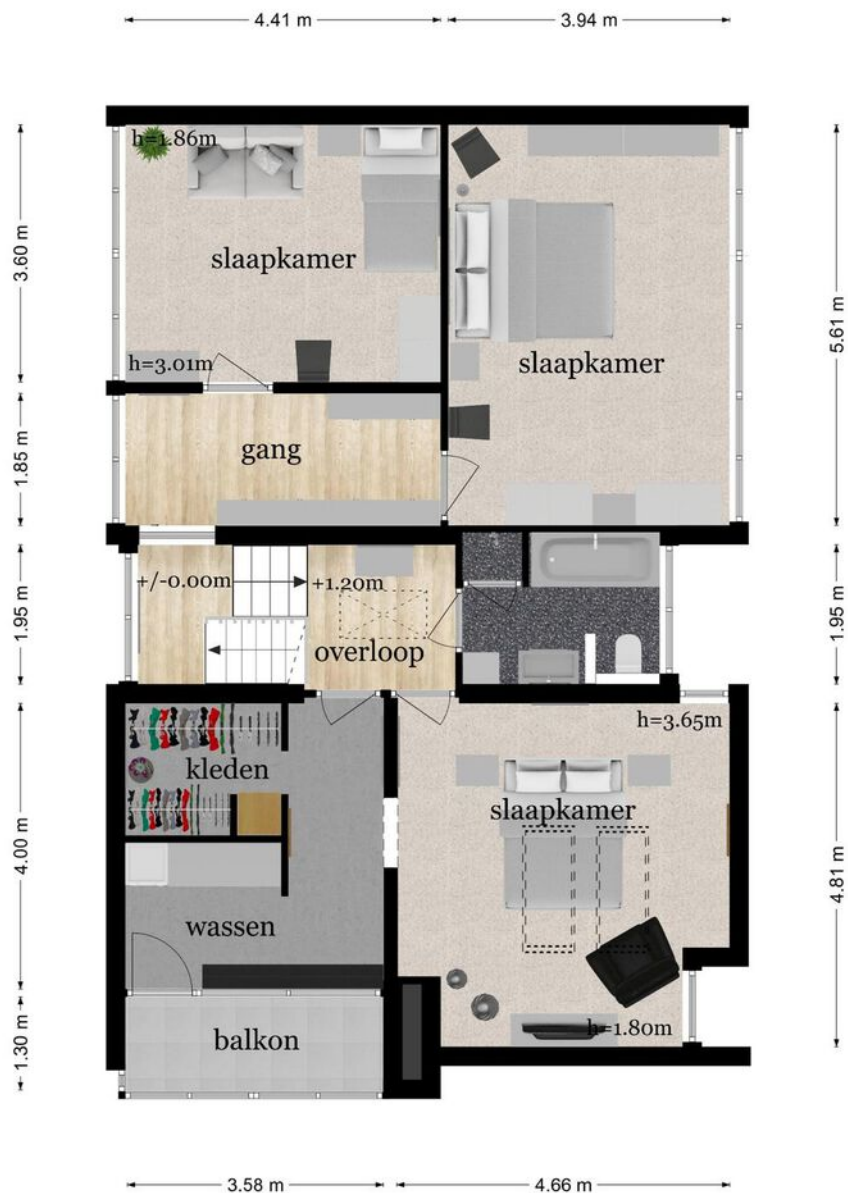 4.41 m
3.94 m
h=1.86m
3.60 m
slaapkamer
5.61 m
slaapkamer
h=3.01m
1.85 m
gang
1.95 m
+/-0.00m
+1.20m
1.95 m
overloop
h=3.65m
kleden
slaapkamer
4.00 m
4.81 m
wassen
h=1.80m
1.30 m
balkon
3.58 m
4.66 m